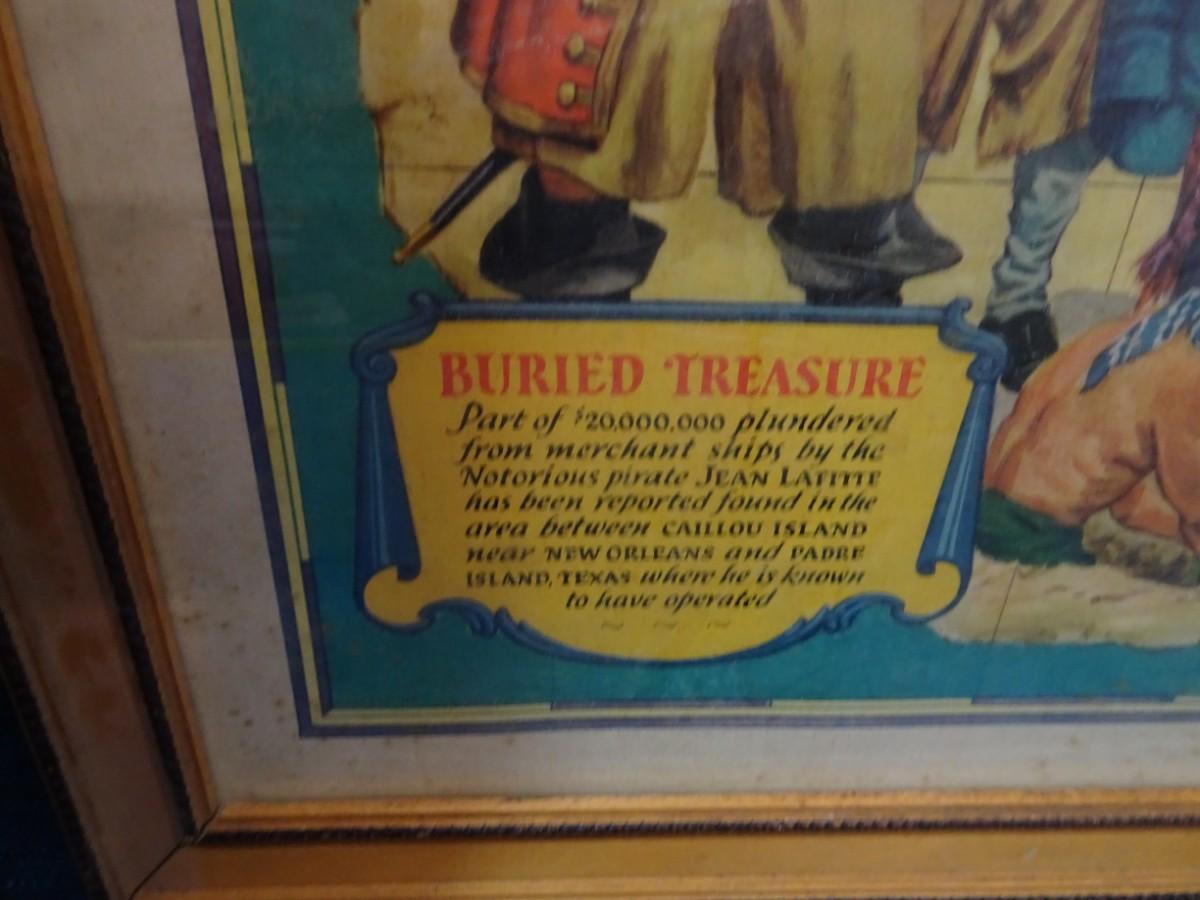 BURIED TREASURE
Part of $20,000,000 plundered
from merchant ships by the
Notorious pirate JEAN LAFITTE
has been reported found in the
area between CAILLOU ISLAND
near NEW ORLEANS and PADRE
ISLAND, TEXAS where he is known
to have operated